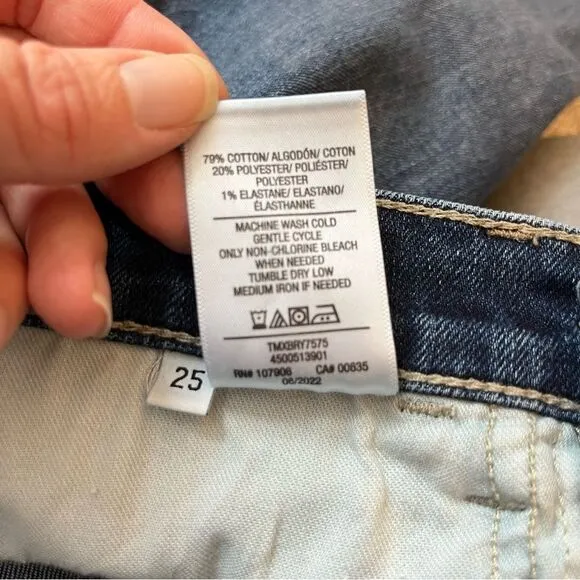 79% COTTON/ ALGODÓN/ COTON
20% POLYESTER/ POLIÉSTER/
POLYESTER
1% ELASTANE/ ELASTANO/
ÉLASTHANNE
MACHINE WASH COLD
GENTLE CYCLE
ONLY NON-CHLORINE BLEACH
WHEN NEEDED
TUMBLE DRY LOW
MEDIUM IRON IF NEEDED
TMXBRY7575
4500513901
RN# 107906 CA# 00635
06/2022
25